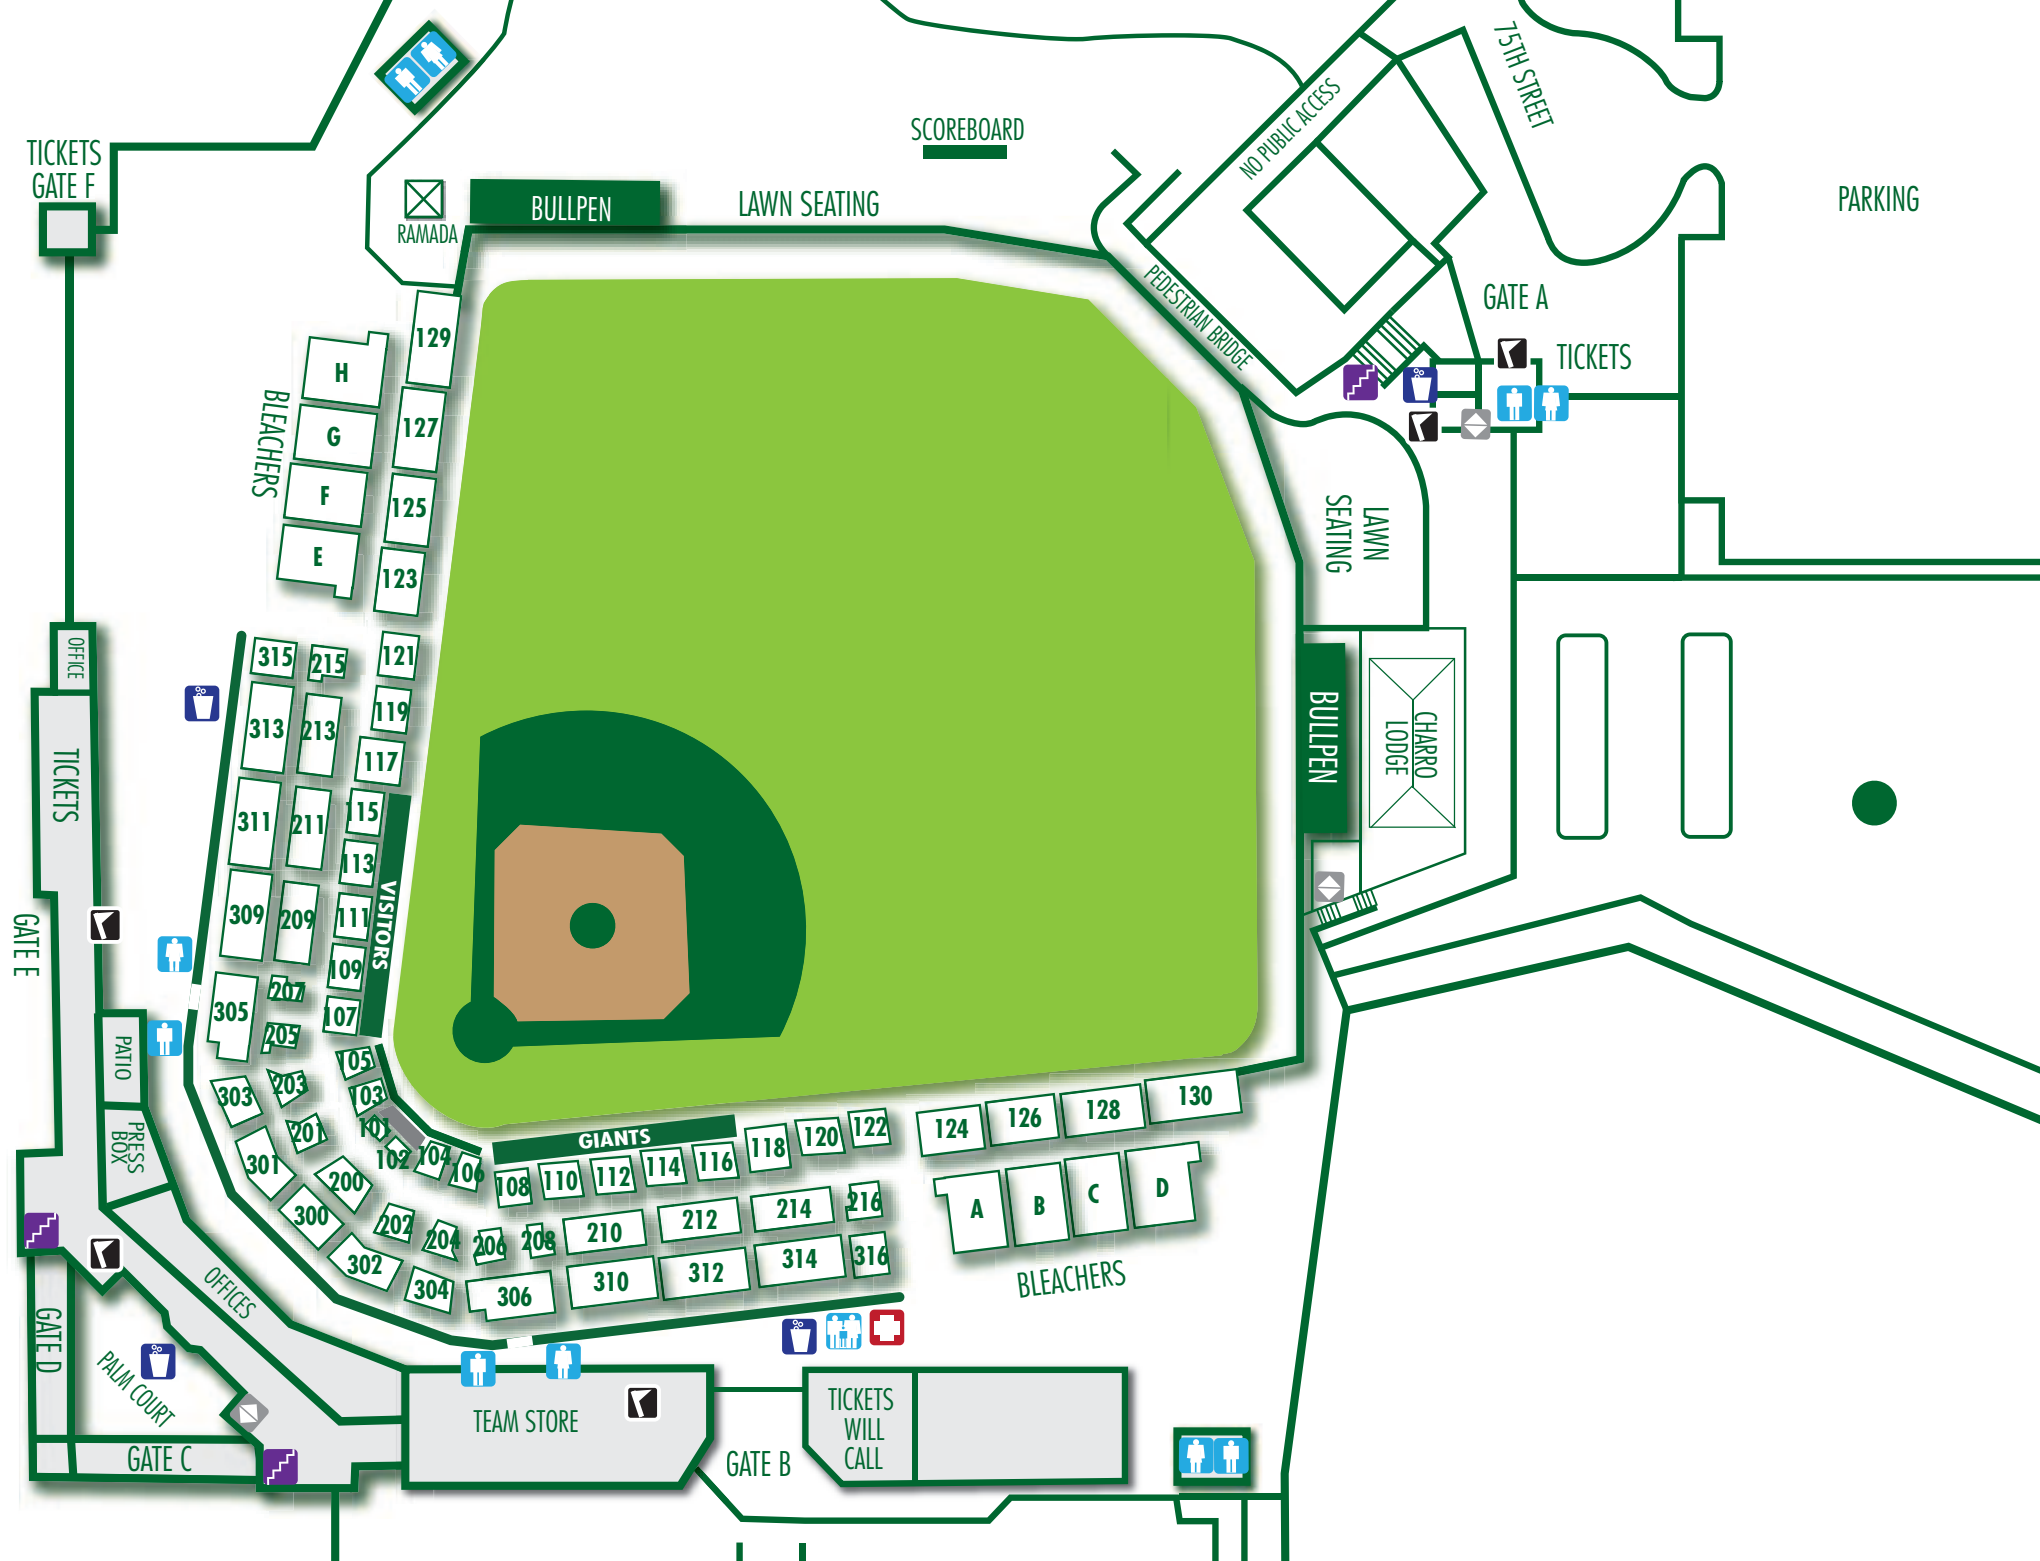 75TH STREET
NO PUBLIC ACCESS
SCOREBOARD
TICKETS
GATE F
BULLPEN
LAWN SEATING
RAMADA
PARKING
PEDESTRIAN BRIDGE
GATE A
TICKETS
129
H
127
G
BLEACHERS
F
125
E
123
LAWN
SEATING
OFFICE
315
215
121
313
213
119
117
TICKETS
BULLPEN
CHARRO
LODGE
311
211
115
113
VISITORS
309
209
111
GATE E
109
305
207
107
205
PATIO
105
303
203
103
101
201
PRESS
BOX
301
102
104
106
200
300
202
204
206
208
302
304
306
GIANTS
108
110
112
114
116
118
120
122
124
126
128
130
210
212
214
216
310
312
314
316
A
B
C
D
BLEACHERS
OFFICES
GATE D
PALM COURT
GATE C
TEAM STORE
GATE B
TICKETS
WILL
CALL